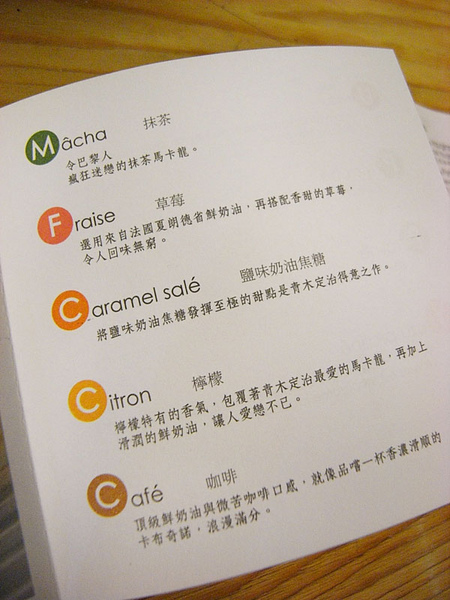 Mâcha 抹茶
令巴黎人
瘋狂迷戀的抹茶馬卡龍。
Fraise 草莓
選用來自法國夏朗德省鮮奶油，再搭配香甜的草莓，
令人回味無窮。
Caramel salé 鹽味奶油焦糖
將鹽味奶油焦糖發揮至極的甜點是青木定治得意之作。
Citron 檸檬
檸檬特有的香氣，包覆著青木定治最愛的馬卡龍，再加上
滑潤的鮮奶油，讓人愛戀不已。
Café 咖啡
頂級鮮奶油與微苦咖啡口感，就像品嚐一杯香濃滑順的
卡布奇諾，浪漫滿分。